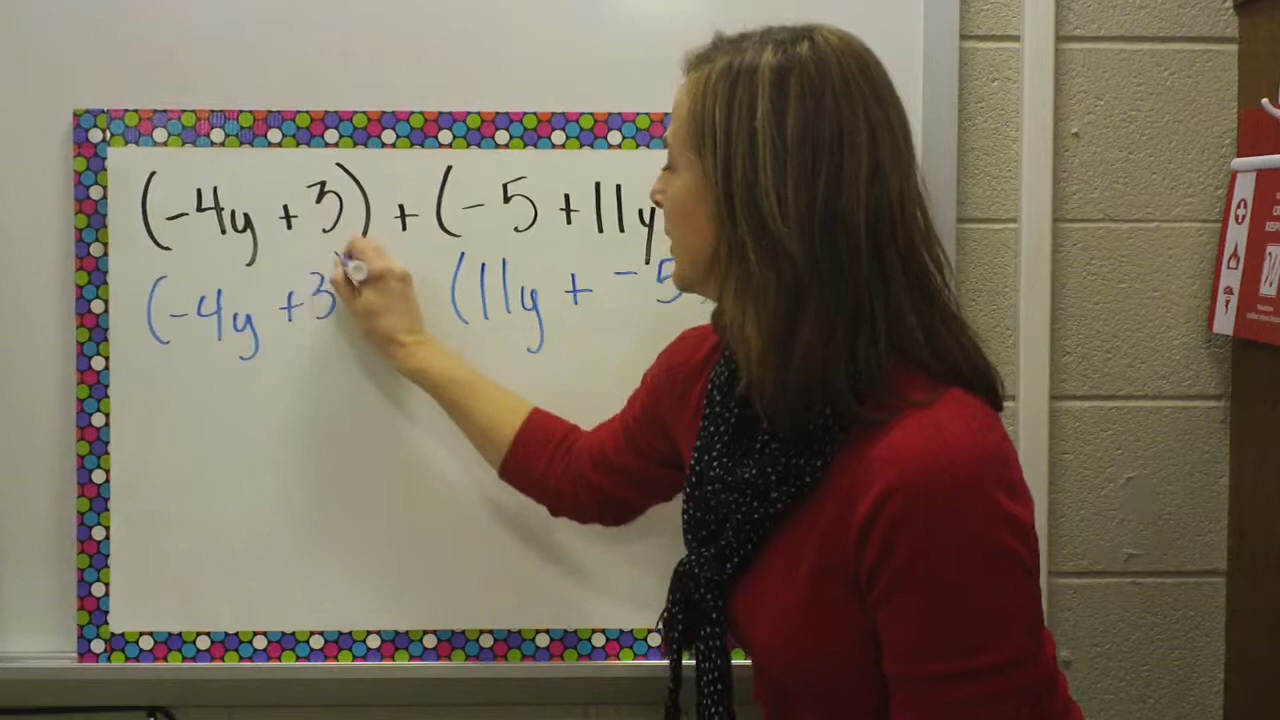 (-4y + 3) + (-5 + 11y
(-4y + 3 (11y + -5